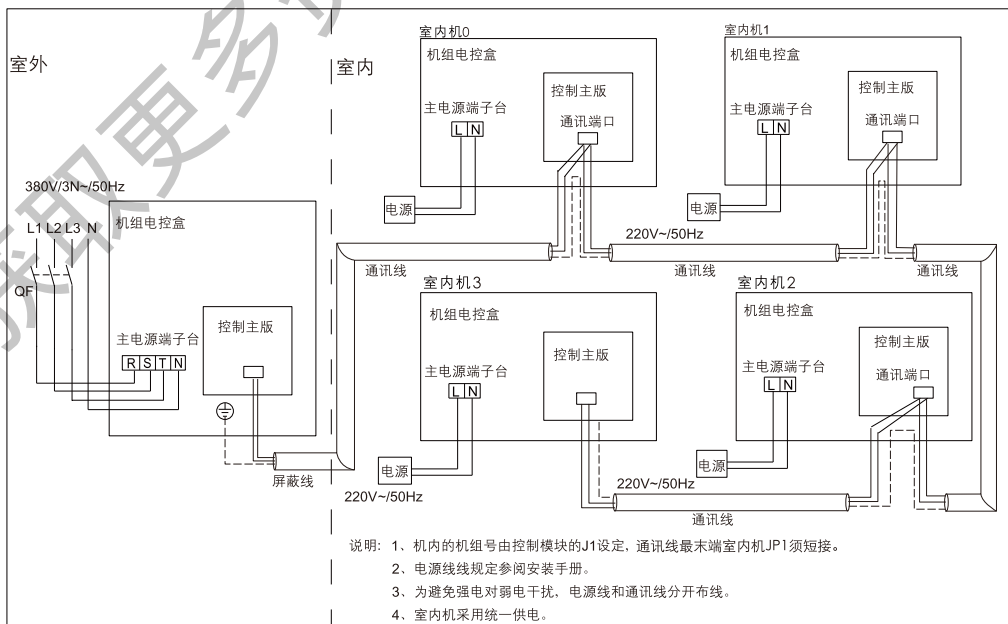 获取更多资
室外
室内
380V/3N~/50Hz
L1 L2 L3 N
QF
机组电控盒
主电源端子台
R S T N
控制主版
屏蔽线
室内机0
机组电控盒
主电源端子台
L N
控制主版
通讯端口
电源
通讯线
室内机1
机组电控盒
主电源端子台
L N
控制主版
通讯端口
电源
220V~/50Hz
通讯线
通讯线
室内机3
机组电控盒
主电源端子台
L N
控制主版
电源
220V~/50Hz
室内机2
机组电控盒
主电源端子台
L N
控制主版
通讯端口
电源
220V~/50Hz
通讯线
说明: 1、机内的机组号由控制模块的J1设定, 通讯线最末端室内机JP1须短接。
2、电源线线规定参阅安装手册。
3、为避免强电对弱电干扰, 电源线和通讯线分开布线。
4、室内机采用统一供电。